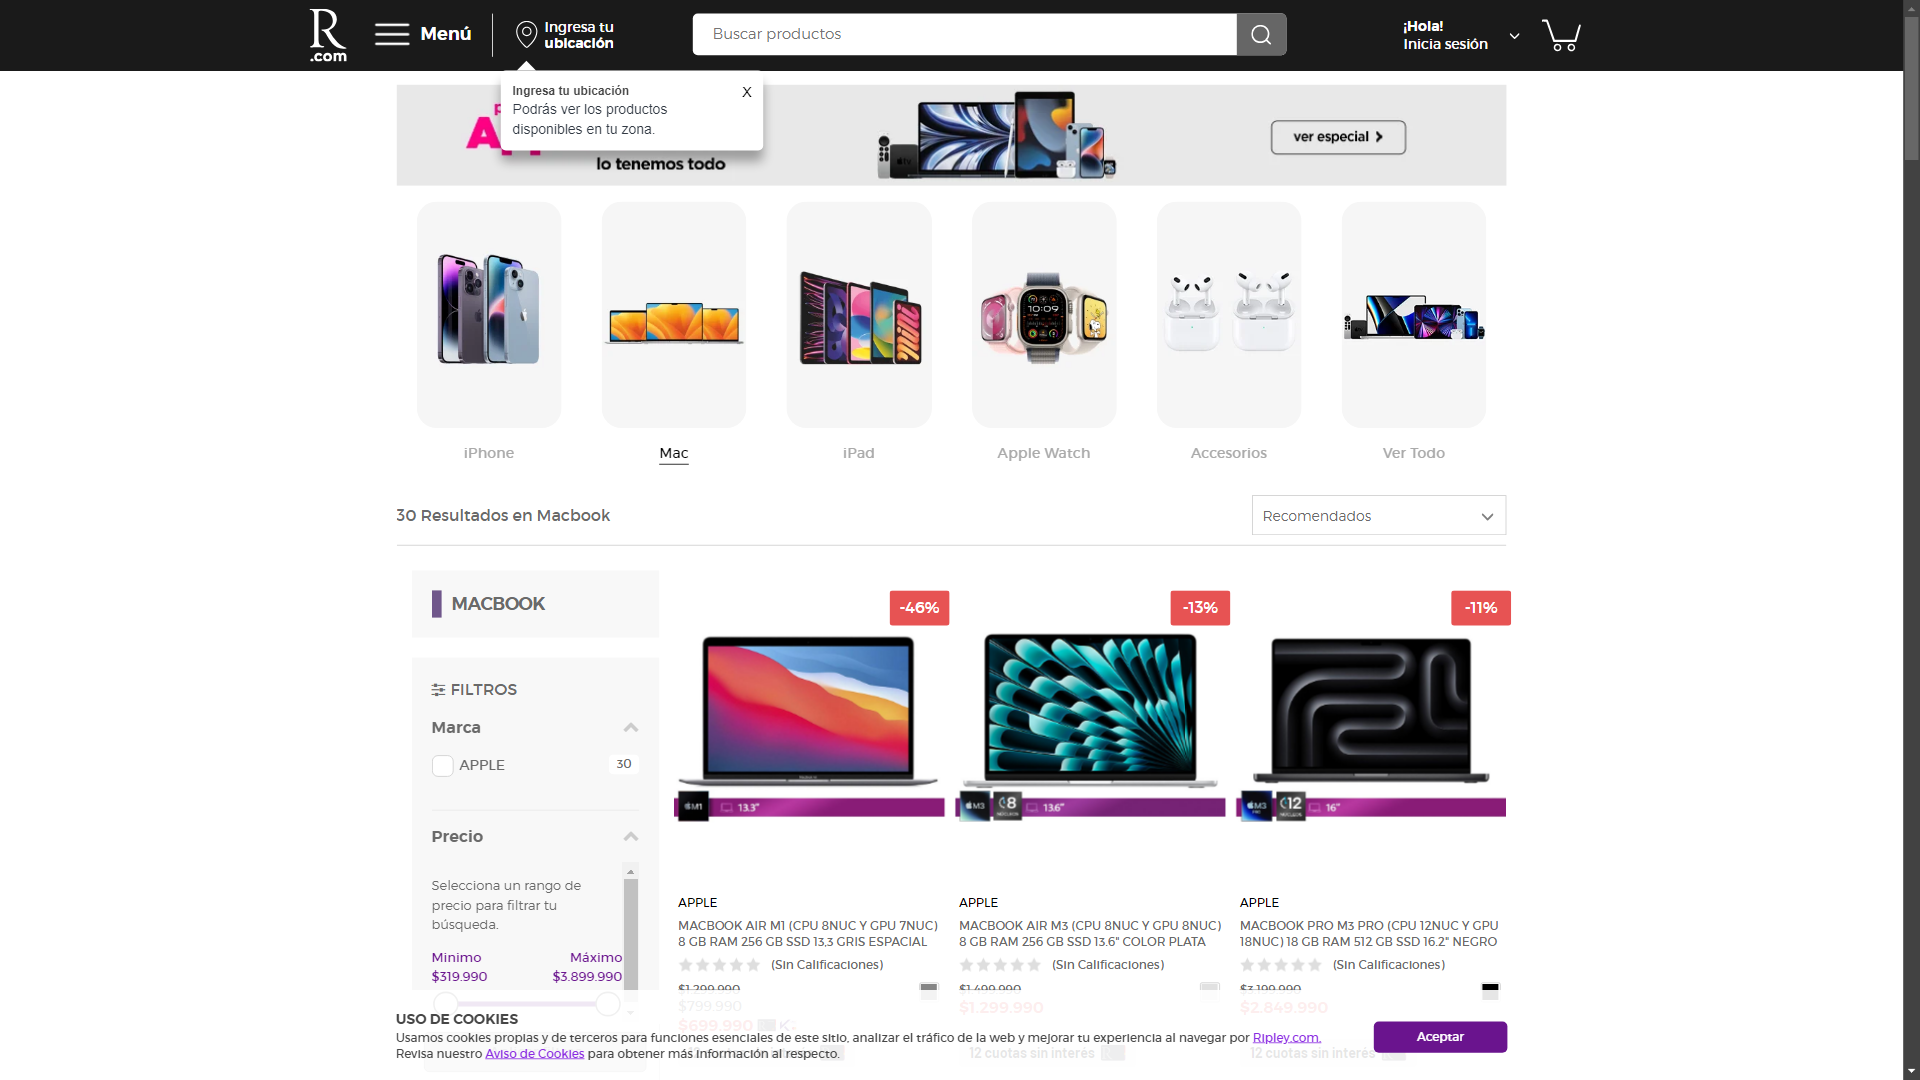 R
.com
Menú
Ingresa tu
ubicación
Buscar productos
¡Hola!
Inicia sesión
Ingresa tu ubicación
X
Podrás ver los productos
disponibles en tu zona.
lo tenemos todo
ver especial
iPhone
Mac
iPad
Apple Watch
Accesorios
Ver Todo
30 Resultados en Macbook
Recomendados
MACBOOK
FILTROS
Marca
APPLE
30
Precio
Selecciona un rango de
precio para filtrar tu
búsqueda.
Minimo
Máximo
$319.990
$3.899.990
-46%
M1
13.3"
APPLE
MACBOOK AIR M1 (CPU 8NUC Y GPU 7NUC)
8 GB RAM 256 GB SSD 13,3 GRIS ESPACIAL
(Sin Calificaciones)
$1.299.990
$799.990
$699.990
-13%
M3
8
13.6"
APPLE
MACBOOK AIR M3 (CPU 8NUC Y GPU 8NUC)
8 GB RAM 256 GB SSD 13.6" COLOR PLATA
(Sin Calificaciones)
$1.499.990
$1.299.990
12 cuotas sin interés
-11%
M3
PRO
12
16"
APPLE
MACBOOK PRO M3 PRO (CPU 12NUC Y GPU
18NUC) 18 GB RAM 512 GB SSD 16.2" NEGRO
(Sin Calificaciones)
$3.199.990
$2.849.990
12 cuotas sin interés
USO DE COOKIES
Usamos cookies propias y de terceros para funciones esenciales de este sitio, analizar el tráfico de la web y mejorar tu experiencia al navegar por Ripley.com.
Revisa nuestro Aviso de Cookies para obtener más información al respecto.
Aceptar